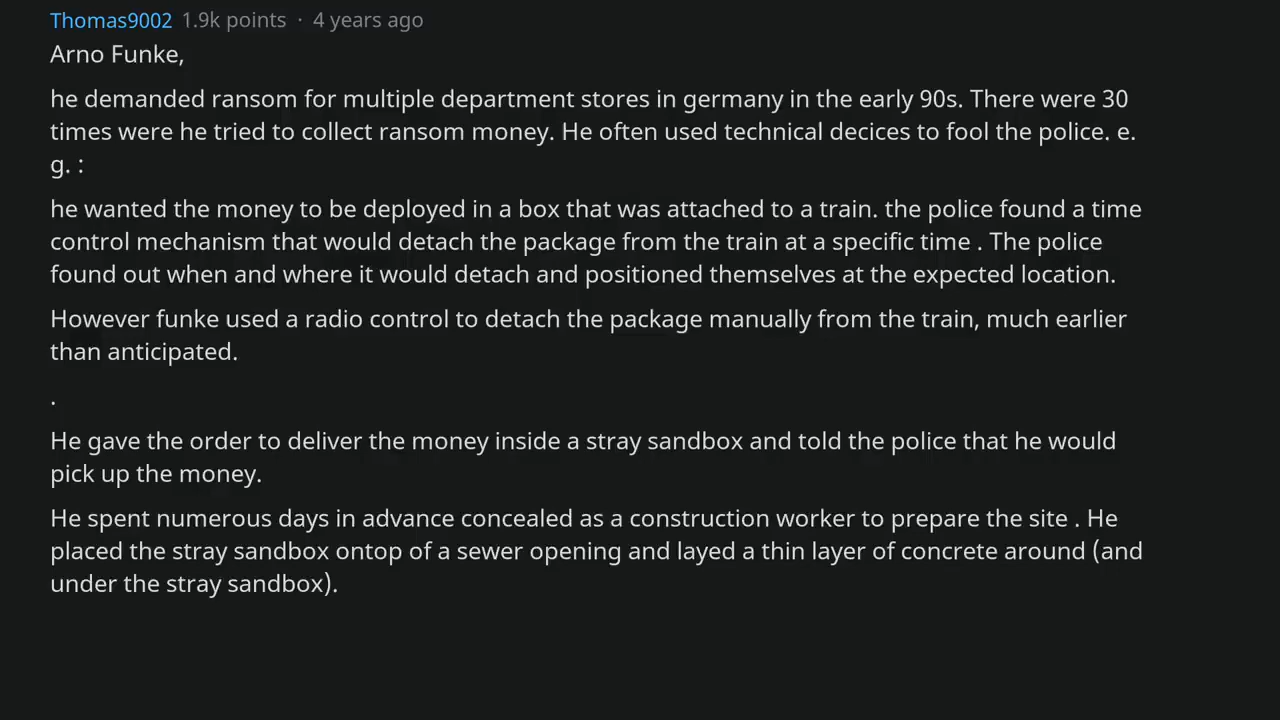 Thomas9002 1.9k points · 4 years ago
Arno Funke,
he demanded ransom for multiple department stores in germany in the early 90s. There were 30
times were he tried to collect ransom money. He often used technical decices to fool the police. e.
g. :
he wanted the money to be deployed in a box that was attached to a train. the police found a time
control mechanism that would detach the package from the train at a specific time . The police
found out when and where it would detach and positioned themselves at the expected location.
However funke used a radio control to detach the package manually from the train, much earlier
than anticipated.
.
He gave the order to deliver the money inside a stray sandbox and told the police that he would
pick up the money.
He spent numerous days in advance concealed as a construction worker to prepare the site . He
placed the stray sandbox ontop of a sewer opening and layed a thin layer of concrete around (and
under the stray sandbox).